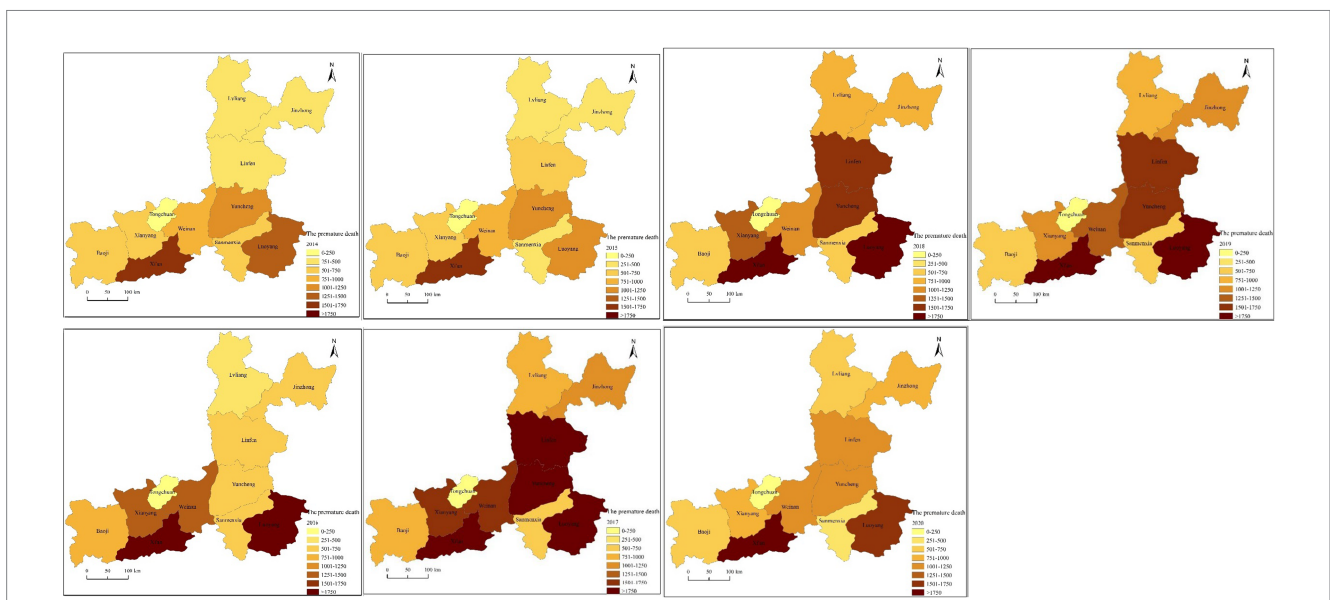 N
Lvliang
Jinzhong
Linfen
Yuncheng
Tongchuan
Weinan
Xianyang
Sanmenxia
Luoyang
Baoji
Xi'an
The premature death
2014
0-250
251-500
501-750
751-1000
1001-1250
1251-1500
1501-1750
>1750
0 50 100 km
N
Lvliang
Jinzhong
Linfen
Yuncheng
Tongchuan
Weinan
Xianyang
Sanmenxia
Luoyang
Baoji
Xi'an
The premature death
2015
0-250
251-500
501-750
751-1000
1001-1250
1251-1500
1501-1750
>1750
0 50 100 km
N
Lvliang
Jinzhong
Linfen
Yuncheng
Tongchuan
Weinan
Xianyang
Sanmenxia
Baoji
The premature death
2018
0-250
251-500
501-750
751-1000
1001-1250
1251-1500
1501-1750
>1750
0 50 100 km
N
Lvliang
Jinzhong
Linfen
Yuncheng
Tongchuan
Weinan
Xianyang
Sanmenxia
Baoji
The premature death
2019
0-250
251-500
501-750
751-1000
1001-1250
1251-1500
1501-1750
>1750
0 50 100 km
N
Lvliang
Jinzhong
Linfen
Yuncheng
Tongchuan
Weinan
Xianyang
Sanmenxia
Baoji
The premature death
2016
0-250
251-500
501-750
751-1000
1001-1250
1251-1500
1501-1750
>1750
0 50 100 km
N
Lvliang
Jinzhong
Tongchuan
Weinan
Xianyang
Sanmenxia
Baoji
The premature death
2017
0-250
251-500
501-750
751-1000
1001-1250
1251-1500
1501-1750
>1750
0 50 100 km
N
Lvliang
Jinzhong
Linfen
Yuncheng
Tongchuan
Weinan
Xianyang
Sanmenxia
Luoyang
Baoji
The premature death
2020
0-250
251-500
501-750
751-1000
1001-1250
1251-1500
1501-1750
>1750
0 50 100 km